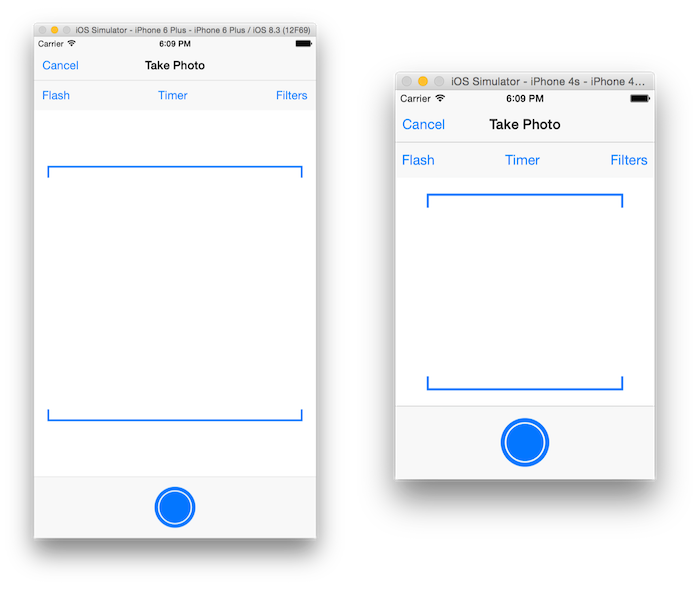 iOS Simulator - iPhone 6 Plus - iPhone 6 Plus / iOS 8.3 (12F69)
Carrier 6:09 PM
Cancel Take Photo
Flash Timer Filters
iOS Simulator - iPhone 4s - iPhone 4...
Carrier 6:09 PM
Cancel Take Photo
Flash Timer Filters